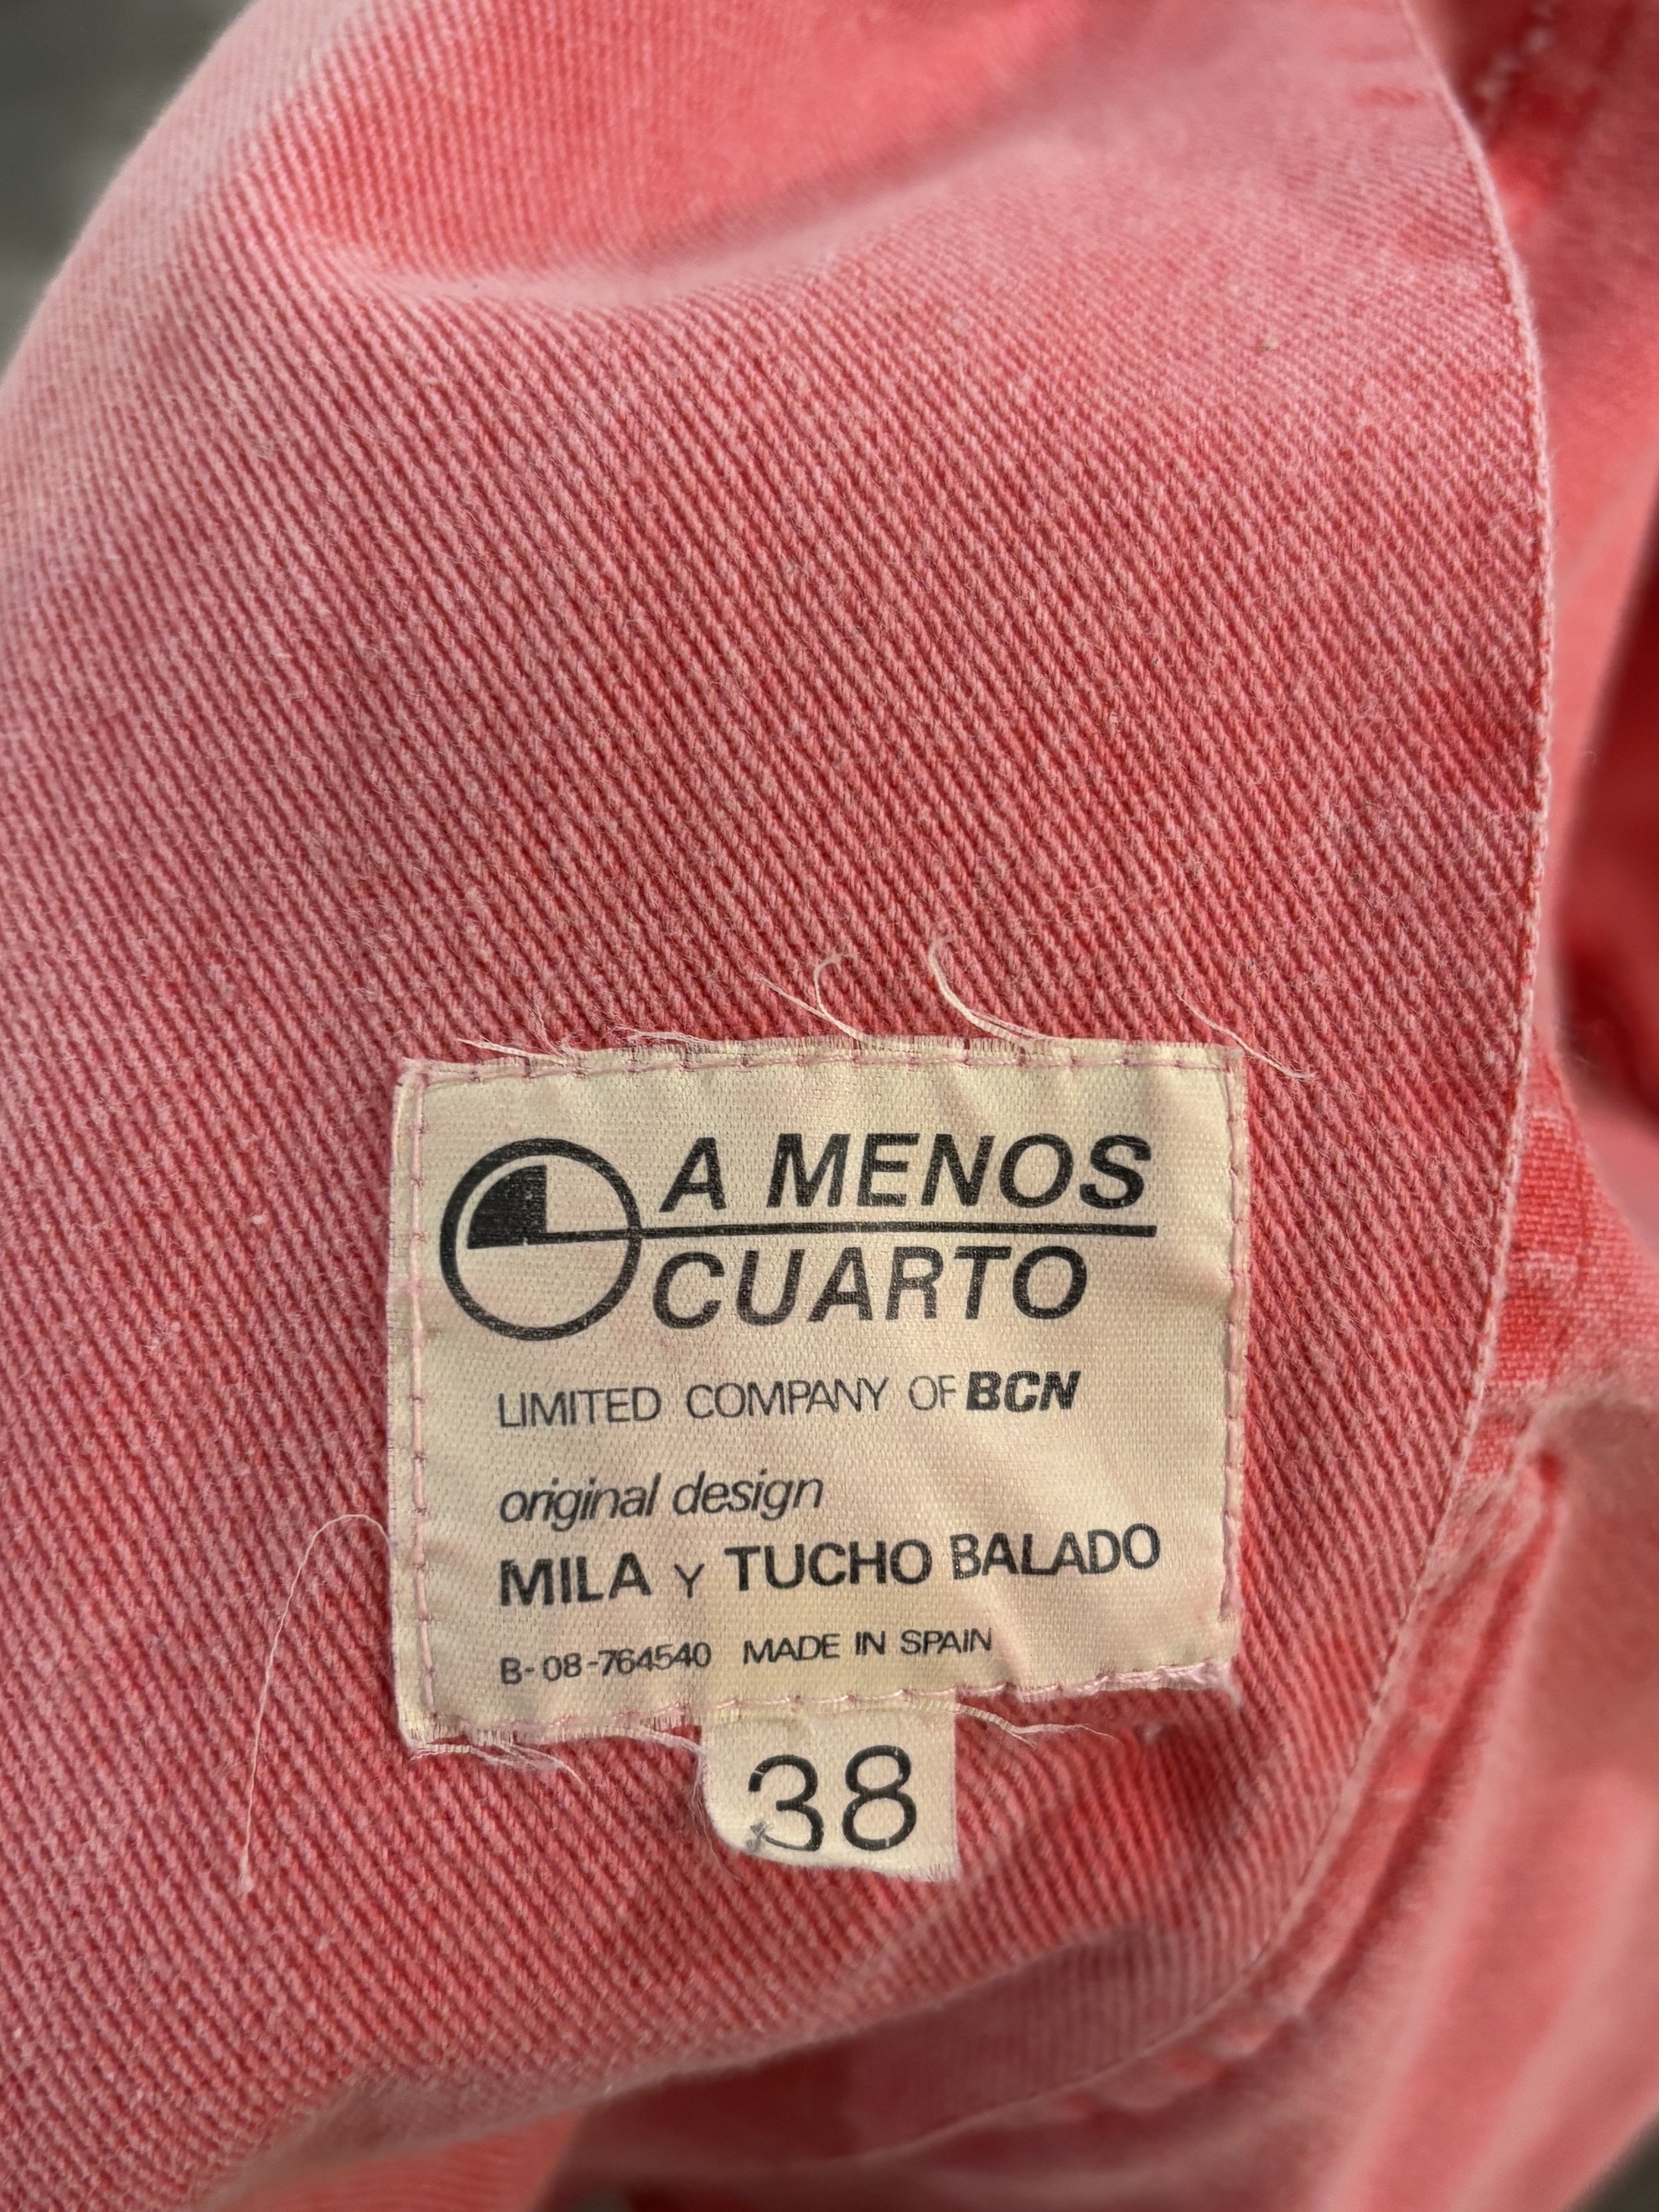 A MENOS
CUARTO
LIMITED COMPANY OF BCN
original design
MILA Y TUCHO BALADO
B-08-764540 MADE IN SPAIN
38